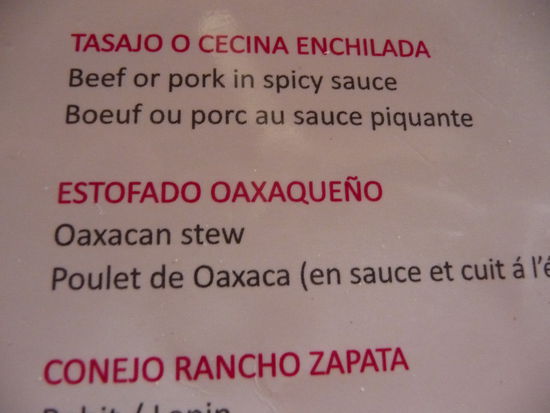 TASAJO O CECINA ENCHILADA
Beef or pork in spicy sauce
Boeuf ou porc au sauce piquante
ESTOFADO OAXAQUEÑO
Oaxacan stew
Poulet de Oaxaca (en sauce et cuit á l'é
CONEJO RANCHO ZAPATA
/ Lapin